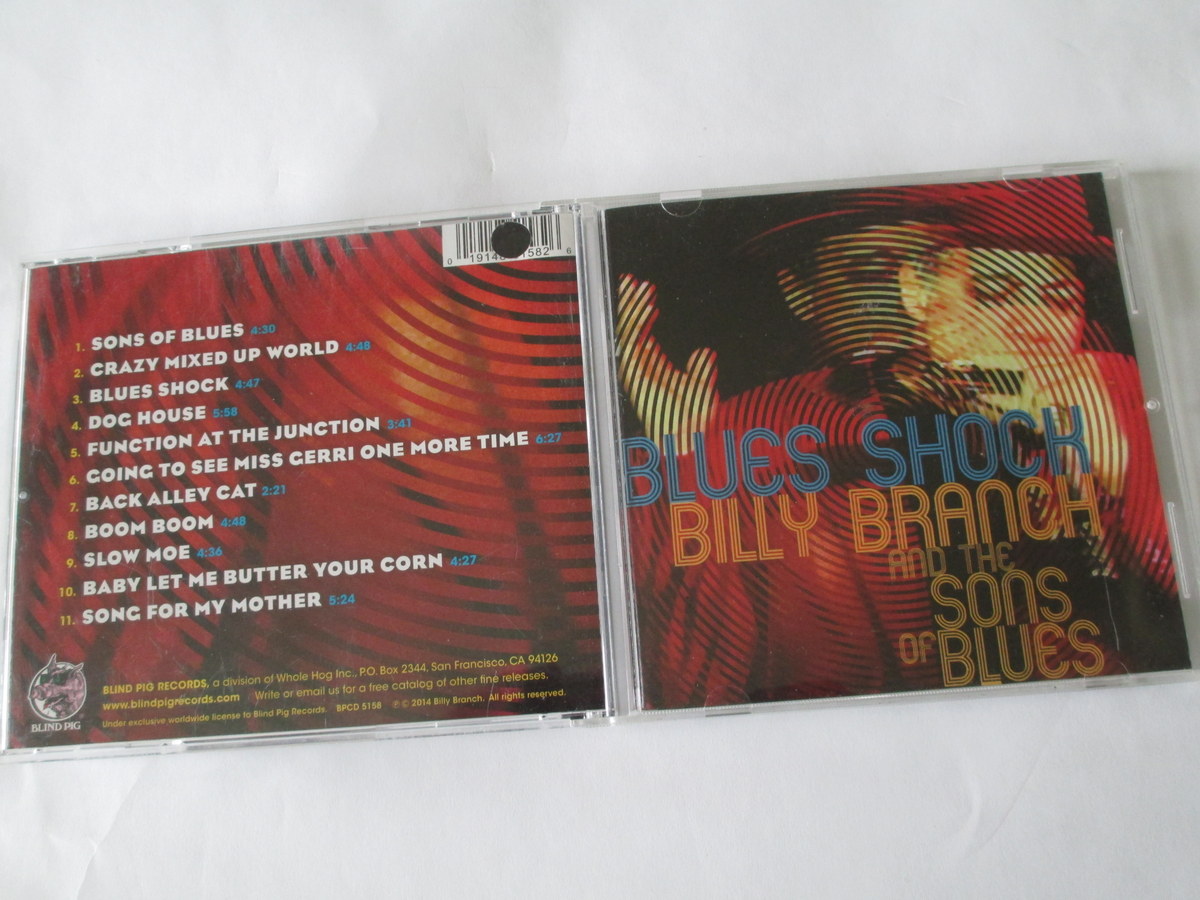 1. SONS OF BLUES 4:30
2. CRAZY MIXED UP WORLD 4:48
3. BLUES SHOCK 4:47
4. DOG HOUSE 5:58
5. FUNCTION AT THE JUNCTION 3:41
6. GOING TO SEE MISS GERRI ONE MORE TIME 6:27
7. BACK ALLEY CAT 2:21
8. BOOM BOOM 4:48
9. SLOW MOE 4:36
10. BABY LET ME BUTTER YOUR CORN 4:27
11. SONG FOR MY MOTHER 5:24
BLIND PIG
BLIND PIG RECORDS, a division of Whole Hog Inc., P.O. Box 2344, San Francisco, CA 94126
www.blindpigrecords.com Write or email us for a free catalog of other fine releases.
Under exclusive worldwide license to Blind Pig Records. BPCD 5158 ℗ © 2014 Billy Branch. All rights reserved.
BLUES SHOCK
BILLY BRANCH
AND THE
SONS
OF BLUES